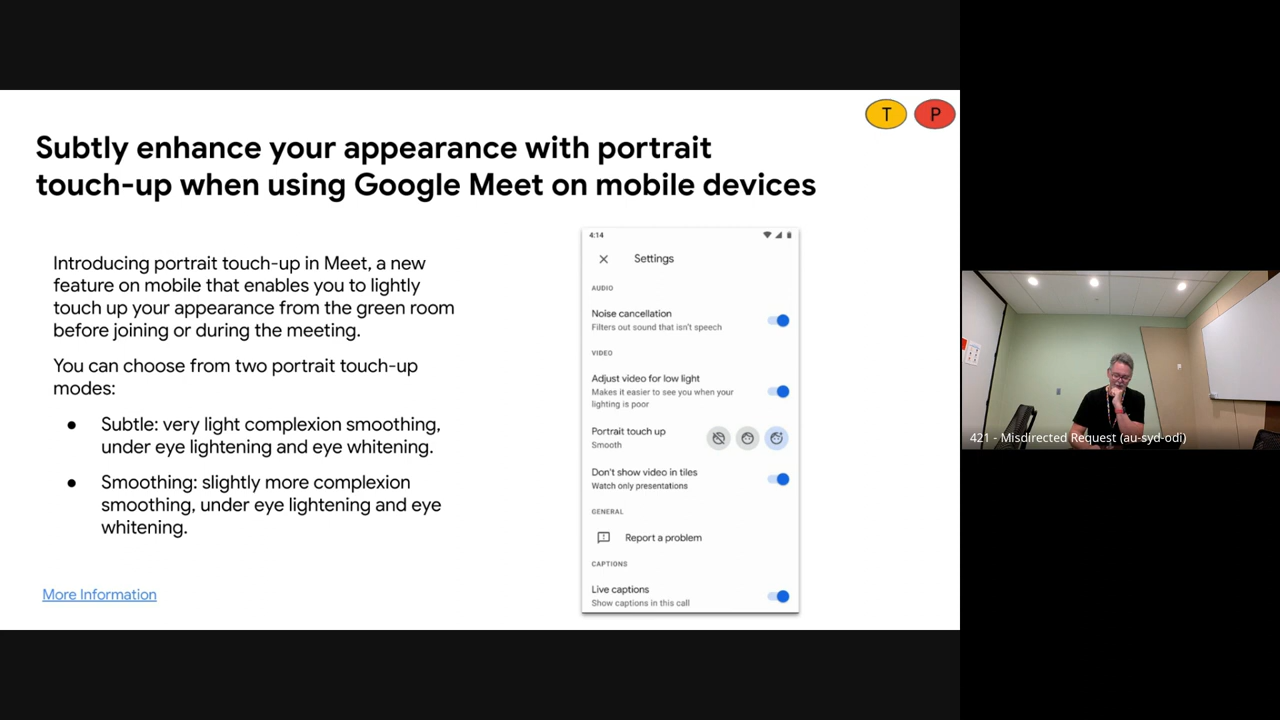 T P
Subtly enhance your appearance with portrait
touch-up when using Google Meet on mobile devices
Introducing portrait touch-up in Meet, a new
feature on mobile that enables you to lightly
touch up your appearance from the green room
before joining or during the meeting.
You can choose from two portrait touch-up
modes:
● Subtle: very light complexion smoothing,
under eye lightening and eye whitening.
● Smoothing: slightly more complexion
smoothing, under eye lightening and eye
whitening.
More Information
4:14
Settings
AUDIO
Noise cancellation
Filters out sound that isn't speech
VIDEO
Adjust video for low light
Makes it easier to see you when your
lighting is poor
Portrait touch up
Smooth
Don't show video in tiles
Watch only presentations
GENERAL
Report a problem
CAPTIONS
Live captions
Show captions in this call
421 - Misdirected Request (au-syd-odi)